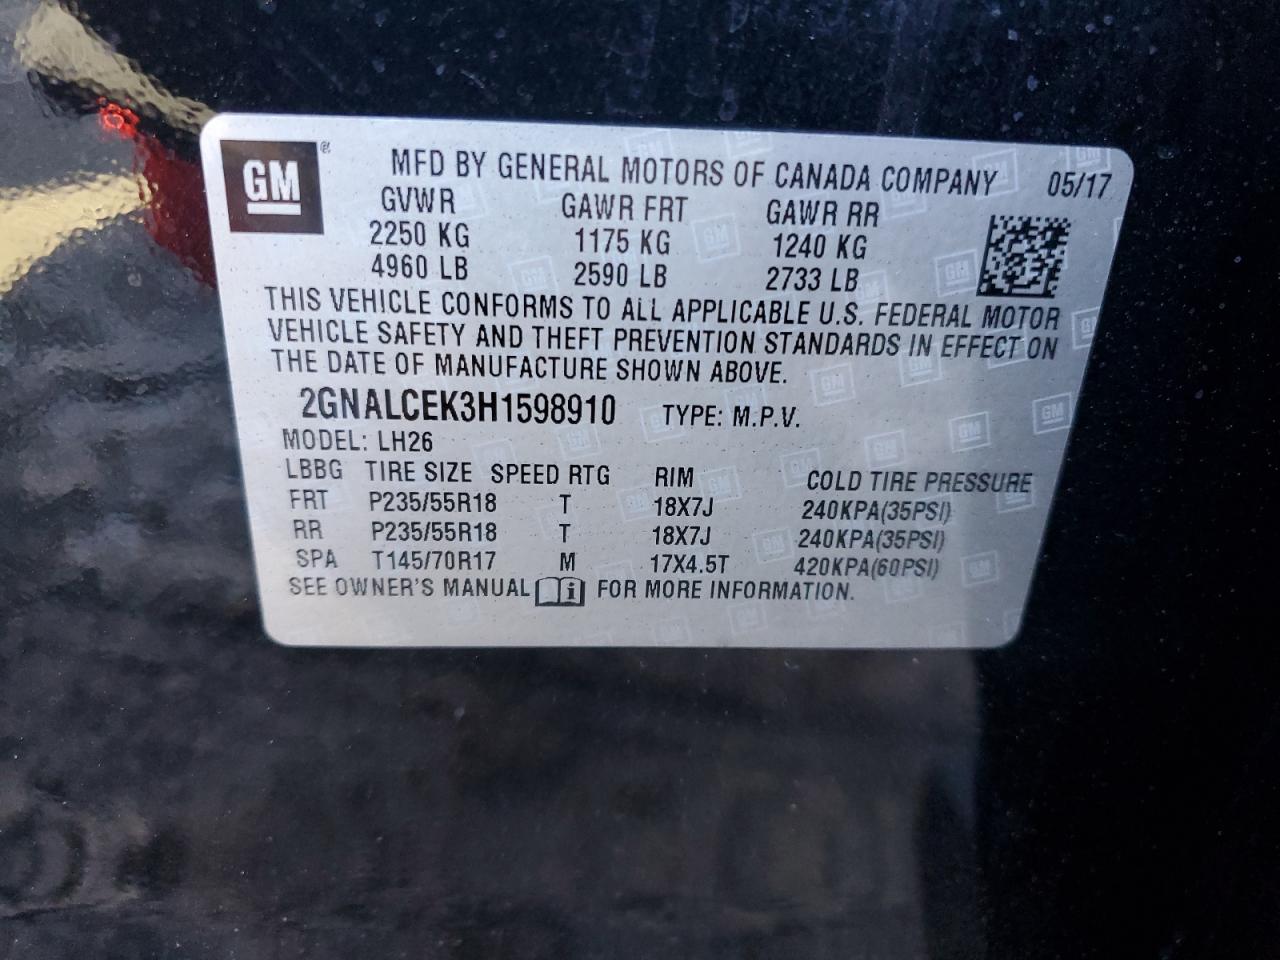 GM ®
MFD BY GENERAL MOTORS OF CANADA COMPANY 05/17
GVWR GAWR FRT GAWR RR
2250 KG 1175 KG 1240 KG
4960 LB 2590 LB 2733 LB
THIS VEHICLE CONFORMS TO ALL APPLICABLE U.S. FEDERAL MOTOR
VEHICLE SAFETY AND THEFT PREVENTION STANDARDS IN EFFECT ON
THE DATE OF MANUFACTURE SHOWN ABOVE.
2GNALCEK3H1598910 TYPE: M.P.V.
MODEL: LH26
LBBG TIRE SIZE SPEED RTG RIM COLD TIRE PRESSURE
FRT P235/55R18 T 18X7J 240KPA(35PSI)
RR P235/55R18 T 18X7J 240KPA(35PSI)
SPA T145/70R17 M 17X4.5T 420KPA(60PSI)
SEE OWNER'S MANUAL i FOR MORE INFORMATION.